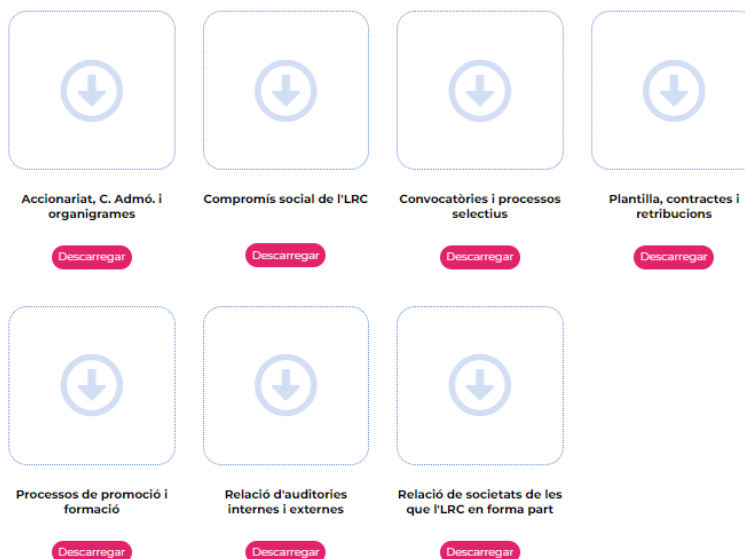 Accionariat, C. Admó. i
organigrames
Descarregar
Compromís social de l'LRC
Descarregar
Convocatòries i processos
selectius
Descarregar
Plantilla, contractes i
retribucions
Descarregar
Processos de promoció i
formació
Descarregar
Relació d'auditories
internes i externes
Descarregar
Relació de societats de les
que l'LRC en forma part
Descarregar